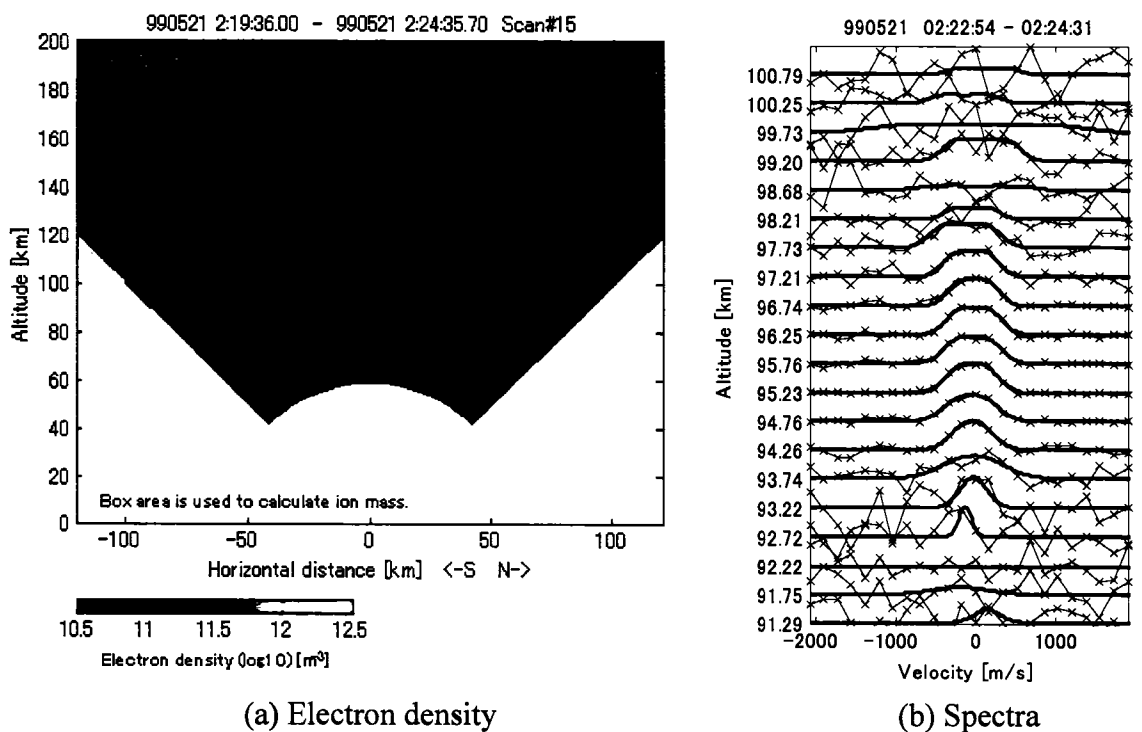 990521 2:19:36.00 - 990521 2:24:35.70 Scan#15
200
180
160
140
120
100
80
60
40
20
0
Altitude [km]
Box area is used to calculate ion mass.
-100 -50 0 50 100
Horizontal distance [km] <-S N->
10.5 11 11.5 12 12.5
Electron density (log10) [m³]
(a) Electron density
990521 02:22:54 - 02:24:31
100.79
100.25
99.73
99.20
98.68
98.21
97.73
97.21
96.74
96.25
95.76
95.23
94.76
94.26
93.74
93.22
92.72
92.22
91.75
91.29
Altitude [km]
-2000 -1000 0 1000
Velocity [m/s]
(b) Spectra